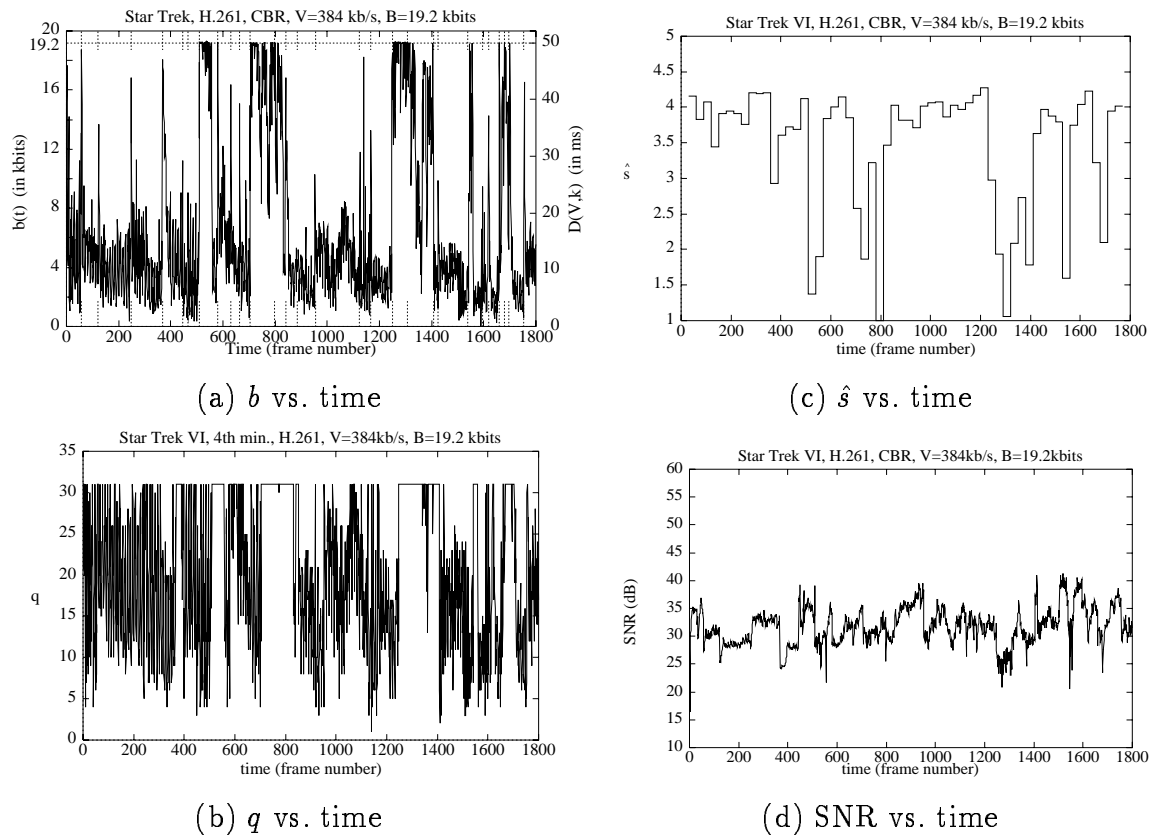 Star Trek, H.261, CBR, V=384 kb/s, B=19.2 kbits
20
19.2
16
12
8
4
0
b(t) (in kbits)
50
40
30
20
10
0
D(V,k) (in ms)
0 200 400 600 800 1000 1200 1400 1600 1800
Time (frame number)
(a) b vs. time
Star Trek VI, H.261, CBR, V=384 kb/s, B=19.2 kbits
5
4.5
4
3.5
3
2.5
2
1.5
1
ŝ
0 200 400 600 800 1000 1200 1400 1600 1800
time (frame number)
(c) ŝ vs. time
Star Trek VI, 4th min., H.261, V=384kb/s, B=19.2 kbits
35
30
25
20
15
10
5
0
q
0 200 400 600 800 1000 1200 1400 1600 1800
time (frame number)
(b) q vs. time
Star Trek VI, H.261, CBR, V=384kb/s, B=19.2kbits
60
55
50
45
40
35
30
25
20
15
10
SNR (dB)
0 200 400 600 800 1000 1200 1400 1600 1800
time (frame number)
(d) SNR vs. time